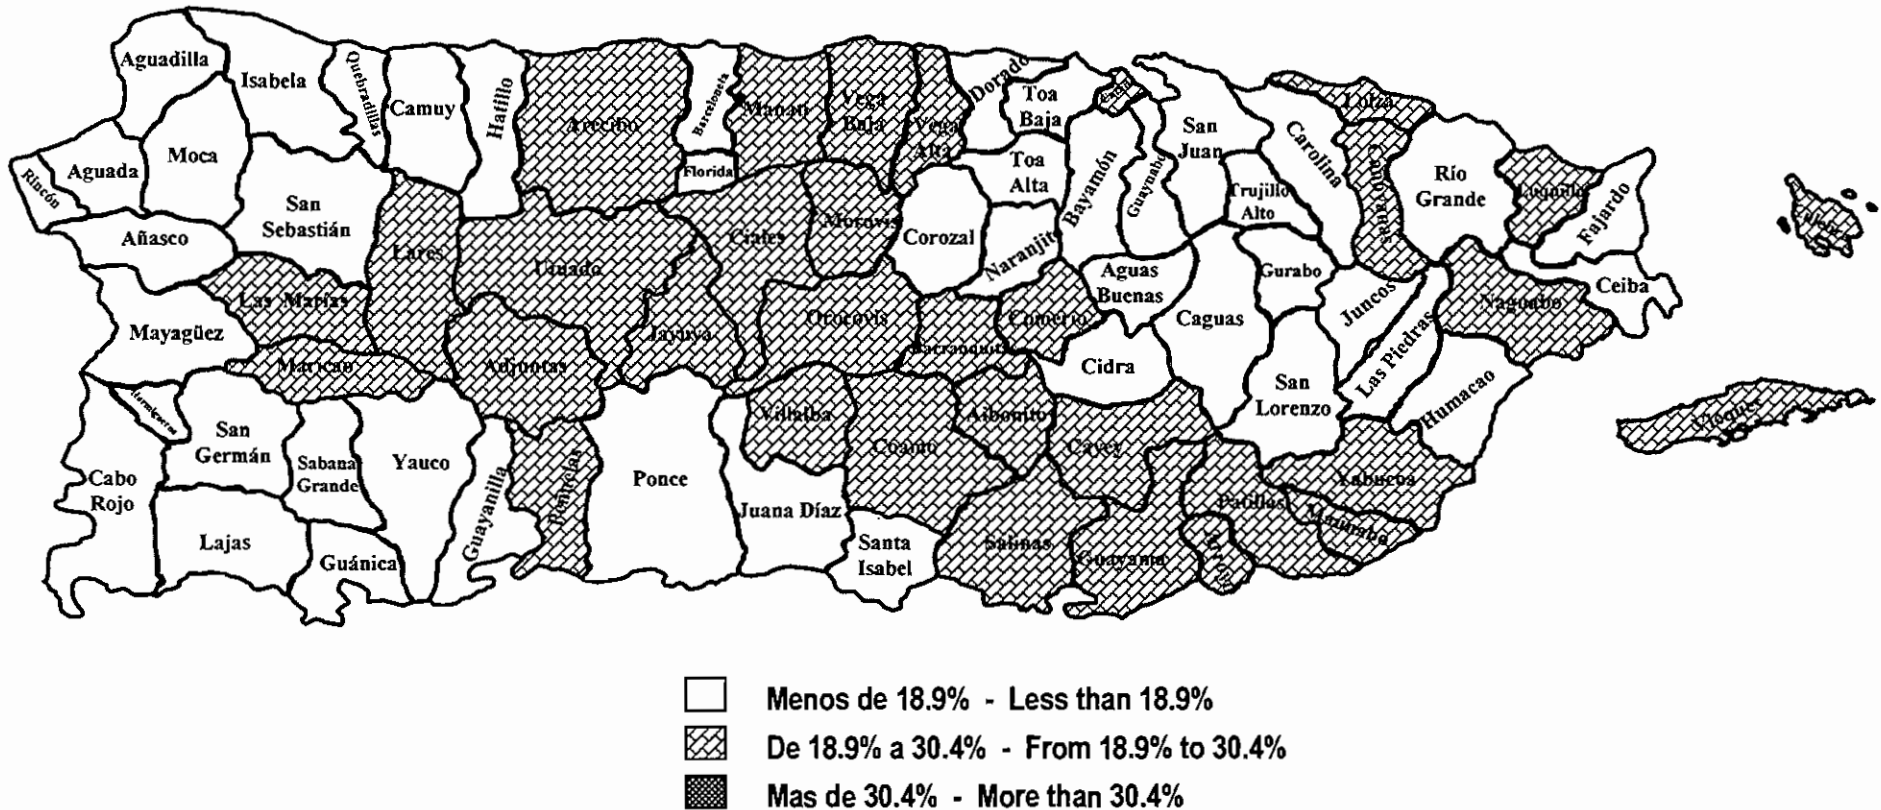 Aguadilla
Isabela
Quebradillas
Camuy
Hatillo
Arecibo
Barceloneta
Manatí
Vega
Baja
Vega
Alta
Dorado
Toa
Baja
Cataño
San
Juan
Carolina
Loíza
Canóvanas
Río
Grande
Luquillo
Fajardo
Culebra
Rincón
Aguada
Moca
San
Sebastián
Florida
Ciales
Morovis
Corozal
Toa
Alta
Naranjito
Bayamón
Guaynabo
Trujillo
Alto
Añasco
Lares
Utuado
Aguas
Buenas
Gurabo
Juncos
Las Piedras
Naguabo
Ceiba
Las Marías
Mayagüez
Maricao
Adjuntas
Jayuya
Orocovis
Barranquitas
Comerío
Cidra
Caguas
San
Lorenzo
Humacao
Vieques
Hormigueros
San
Germán
Sabana
Grande
Yauco
Guayanilla
Peñuelas
Ponce
Villalba
Juana Díaz
Coamo
Aibonito
Cayey
Yabucoa
Patillas
Maunabo
Cabo
Rojo
Lajas
Guánica
Santa
Isabel
Salinas
Guayama
Arroyo
Menos de 18.9% - Less than 18.9%
De 18.9% a 30.4% - From 18.9% to 30.4%
Mas de 30.4% - More than 30.4%